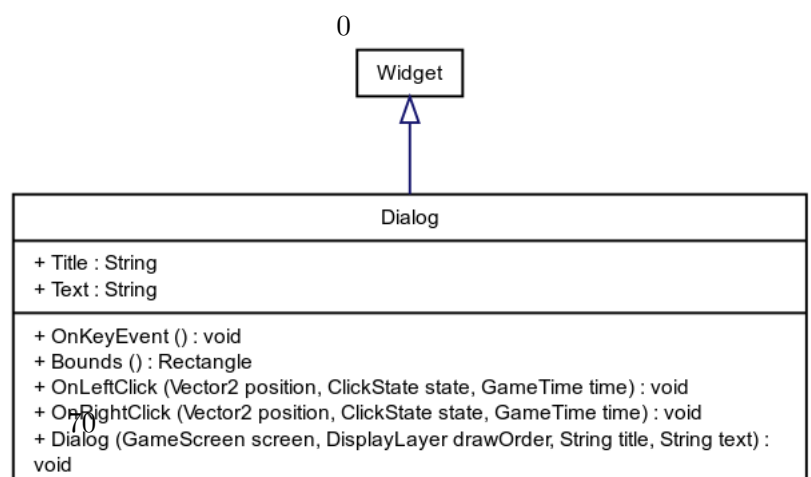 0
Widget
Dialog
+ Title : String
+ Text : String
+ OnKeyEvent () : void
+ Bounds () : Rectangle
+ OnLeftClick (Vector2 position, ClickState state, GameTime time) : void
+ OnRightClick (Vector2 position, ClickState state, GameTime time) : void
70
+ Dialog (GameScreen screen, DisplayLayer drawOrder, String title, String text) :
void